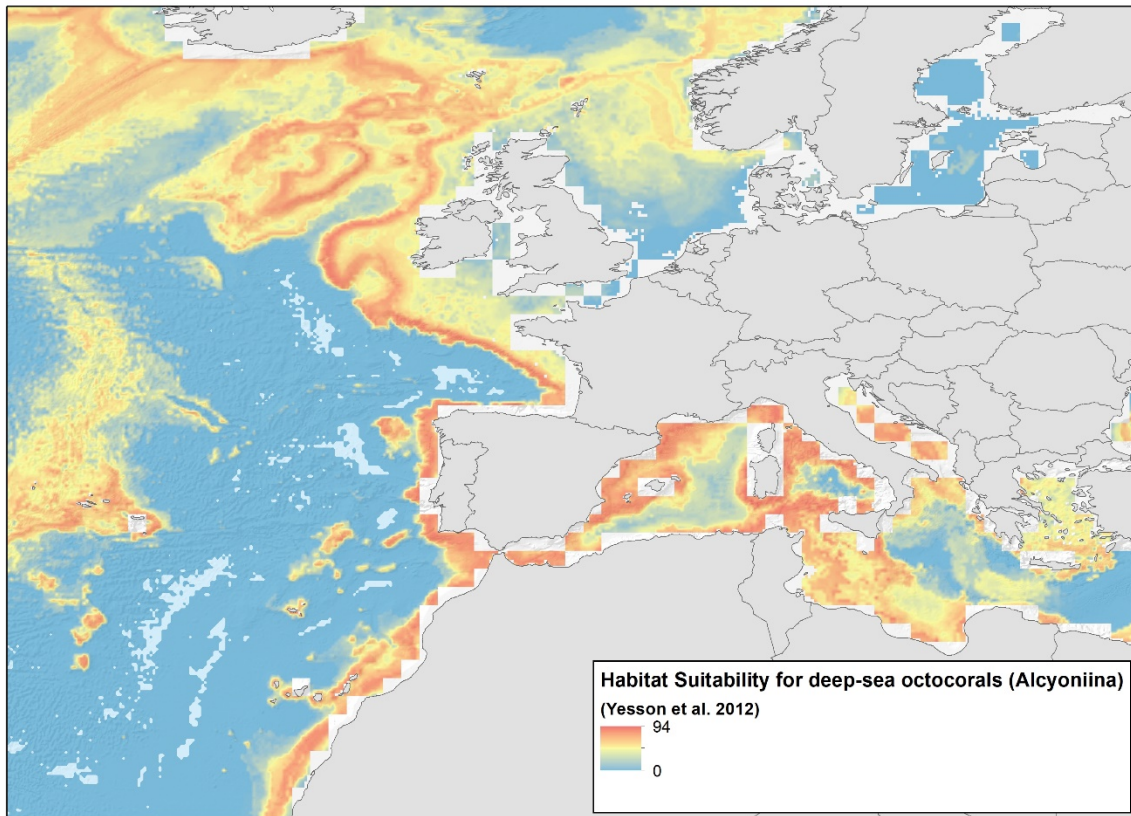 Habitat Suitability for deep-sea octocorals (Alcyoniina)
(Yesson et al. 2012)
94
0